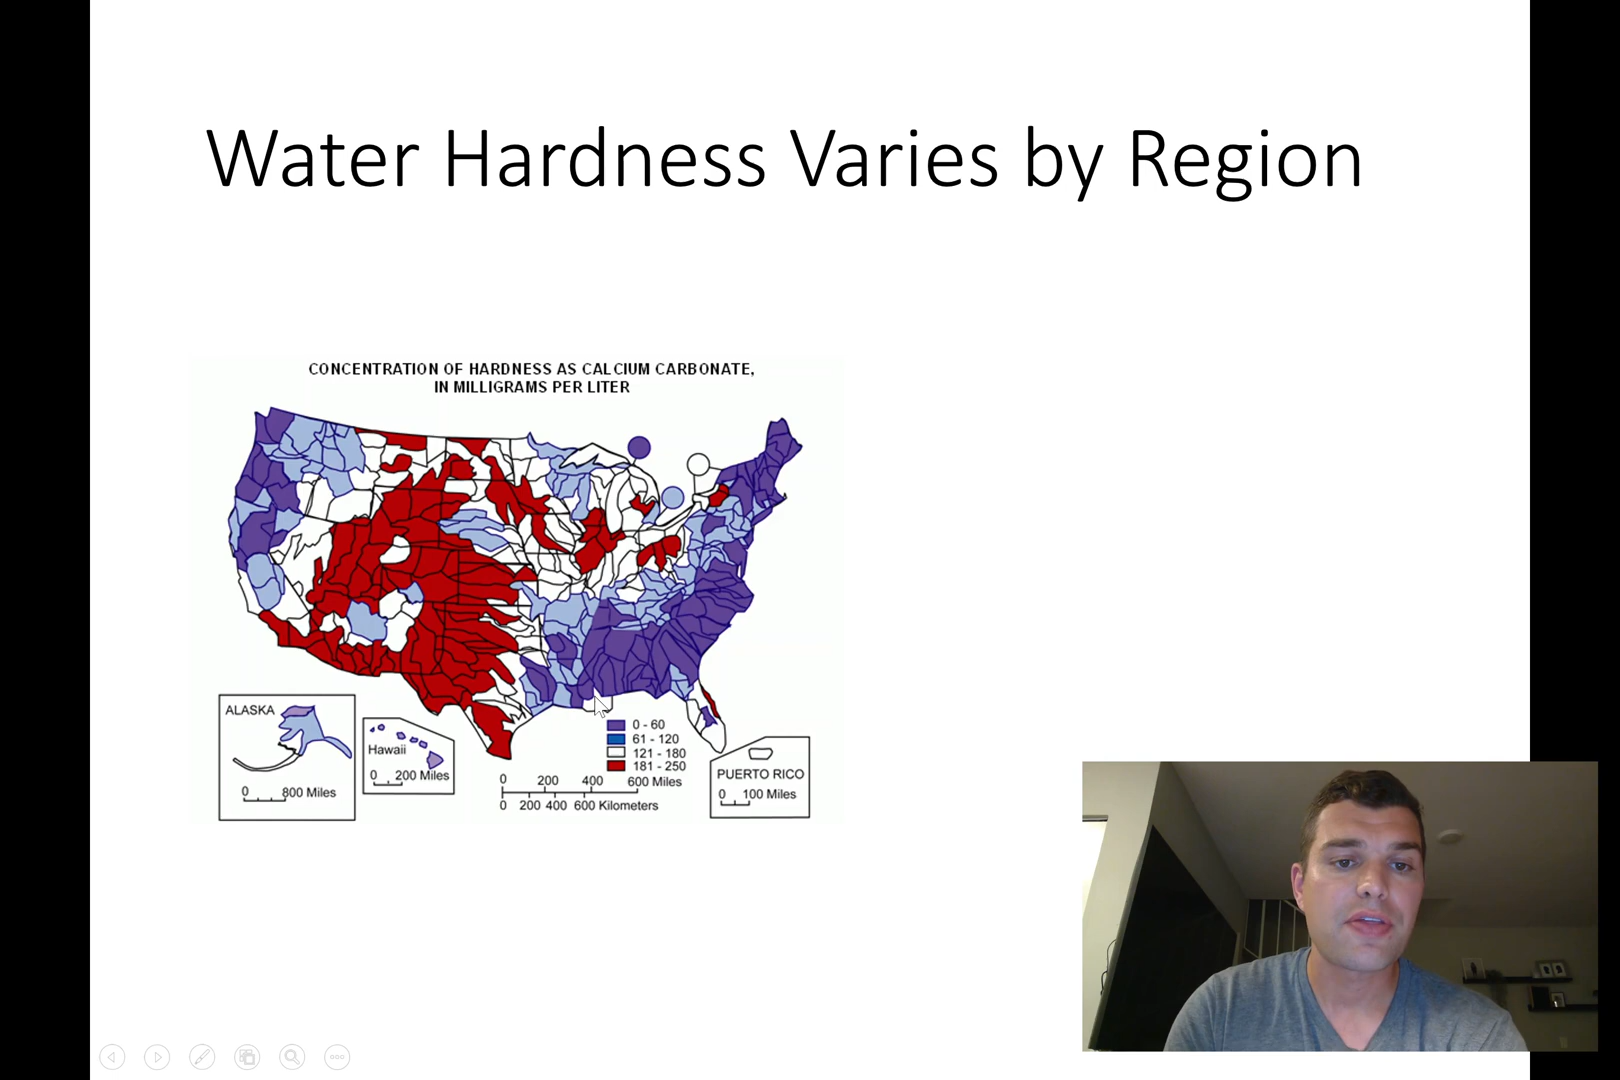 Water Hardness Varies by Region
CONCENTRATION OF HARDNESS AS CALCIUM CARBONATE,
IN MILLIGRAMS PER LITER
ALASKA
0 800 Miles
Hawaii
0 200 Miles
0 - 60
61 - 120
121 - 180
181 - 250
0 200 400 600 Miles
0 200 400 600 Kilometers
PUERTO RICO
0 100 Miles